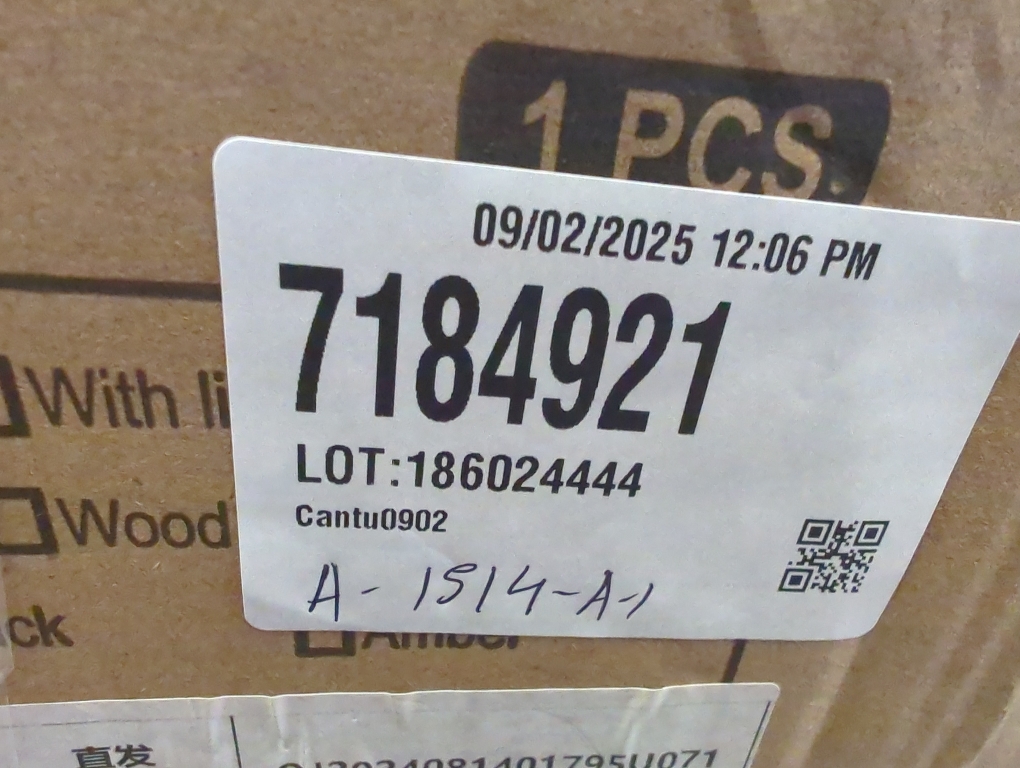 1 PCS.
09/02/2025 12:06 PM
7184921
LOT:186024444
Cantu0902
A-1514-A-1
With li
Wood
ck
Amber
直发